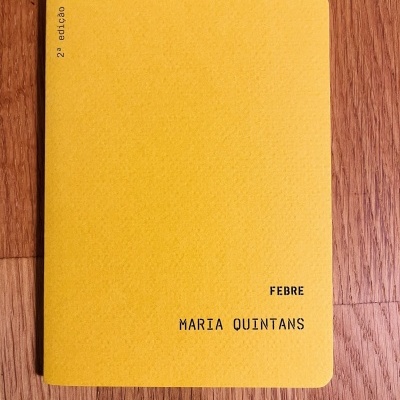 2ª edição
FEBRE
MARIA QUINTANS